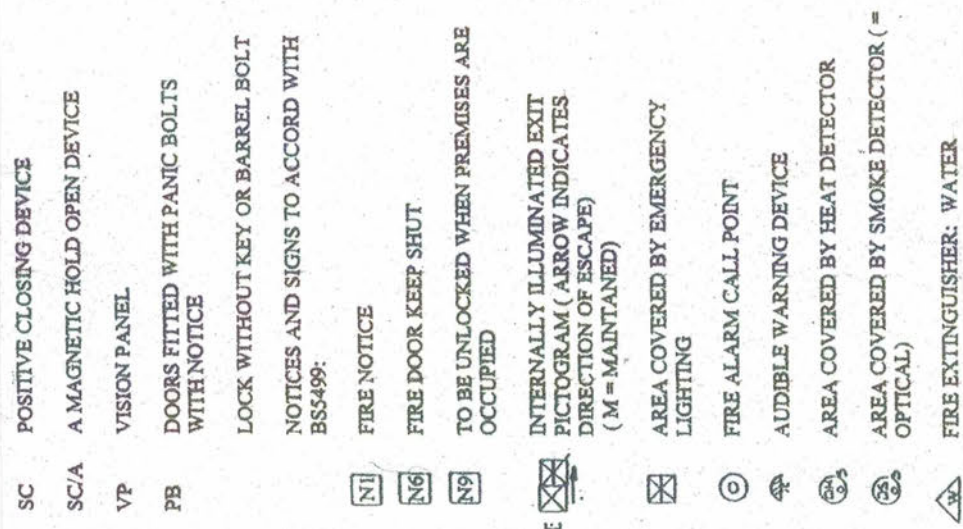 SC POSITIVE CLOSING DEVICE
SC/A A MAGNETIC HOLD OPEN DEVICE
VP VISION PANEL
PB DOORS FITTED WITH PANIC BOLTS
WITH NOTICE
LOCK WITHOUT KEY OR BARREL BOLT
NOTICES AND SIGNS TO ACCORD WITH
BS5499:
N1 FIRE NOTICE
N6 FIRE DOOR KEEP SHUT
N9 TO BE UNLOCKED WHEN PREMISES ARE
OCCUPIED
E INTERNALLY ILLUMINATED EXIT
PICTOGRAM ( ARROW INDICATES
DIRECTION OF ESCAPE)
( M = MAINTANED)
AREA COVERED BY EMERGENCY
LIGHTING
FIRE ALARM CALL POINT
AUDIBLE WARNING DEVICE
AREA COVERED BY HEAT DETECTOR
AREA COVERRED BY SMOKE DETECTOR ( =
OPTICAL)
W FIRE EXTINGUISHER: WATER